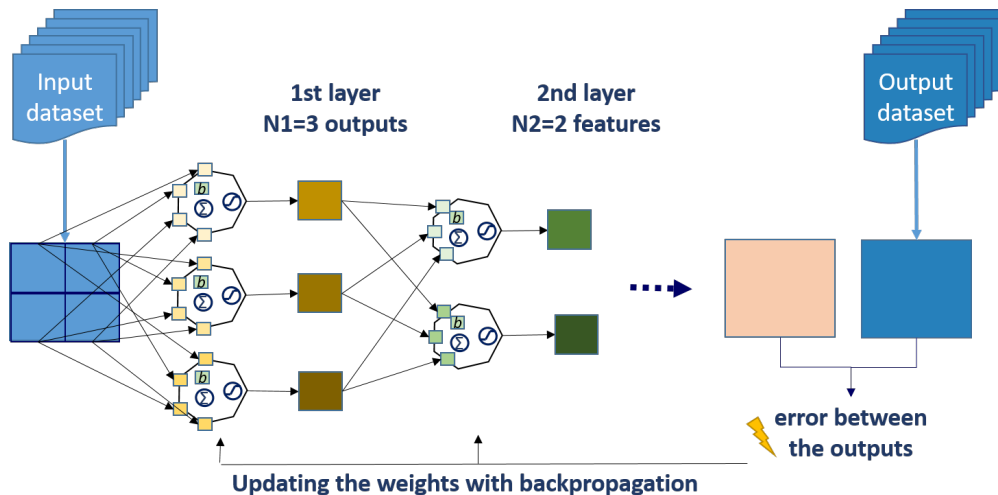 Input
dataset
1st layer
N1=3 outputs
2nd layer
N2=2 features
Output
dataset
b
Σ
b
Σ
b
Σ
b
Σ
b
Σ
error between
the outputs
Updating the weights with backpropagation